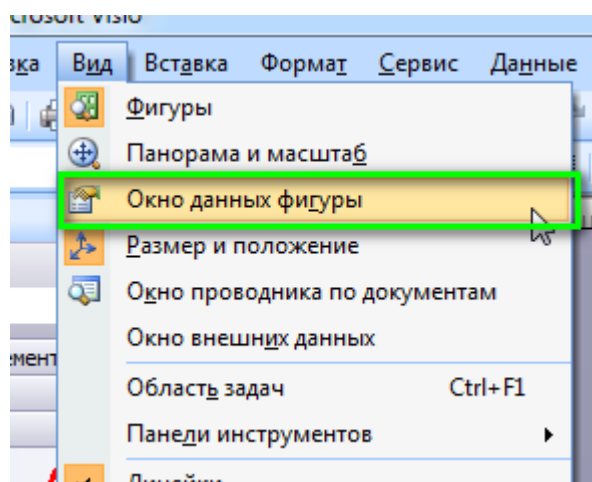 Вид Вставка Формат Сервис Данные
Фигуры
Панорама и масштаб
Окно данных фигуры
Размер и положение
Окно проводника по документам
Окно внешних данных
Область задач Ctrl+F1
Панели инструментов
Линейки